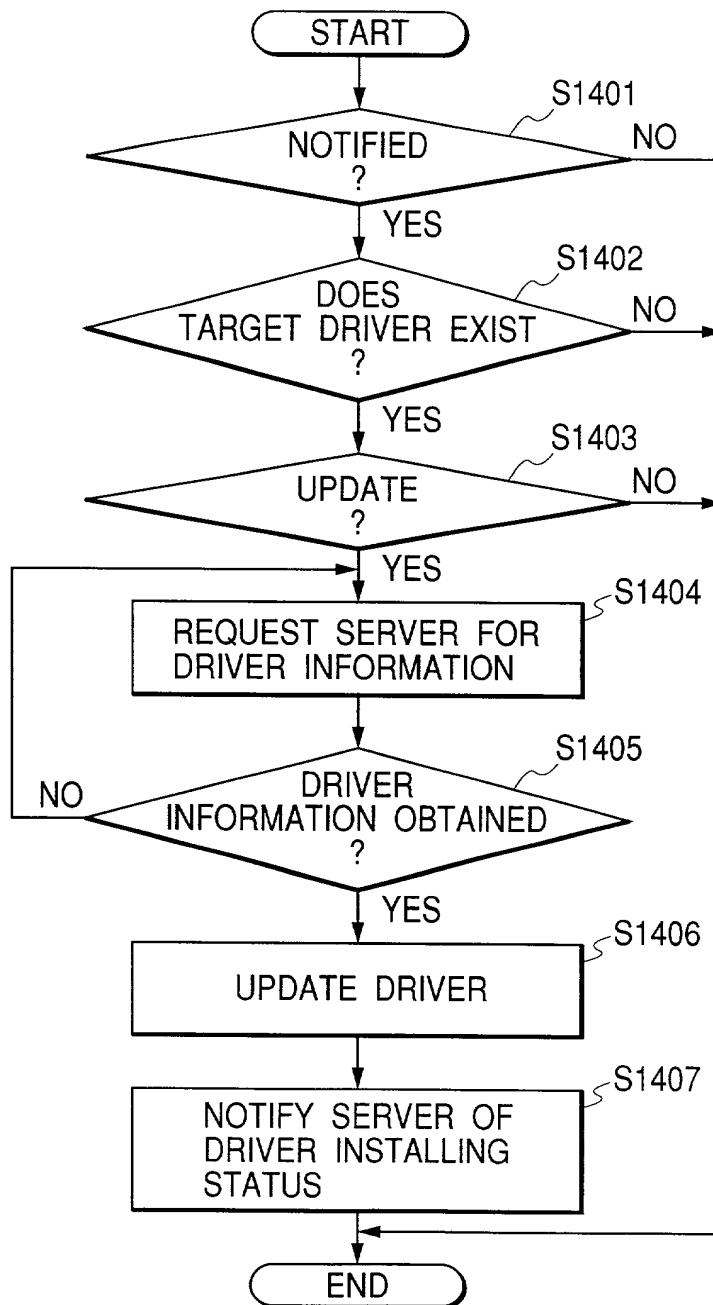 START
S1401
NOTIFIED
?
NO
YES
S1402
DOES
TARGET DRIVER EXIST
?
NO
YES
S1403
UPDATE
?
NO
YES
S1404
REQUEST SERVER FOR
DRIVER INFORMATION
S1405
DRIVER
INFORMATION OBTAINED
?
NO
YES
S1406
UPDATE DRIVER
S1407
NOTIFY SERVER OF
DRIVER INSTALLING
STATUS
END